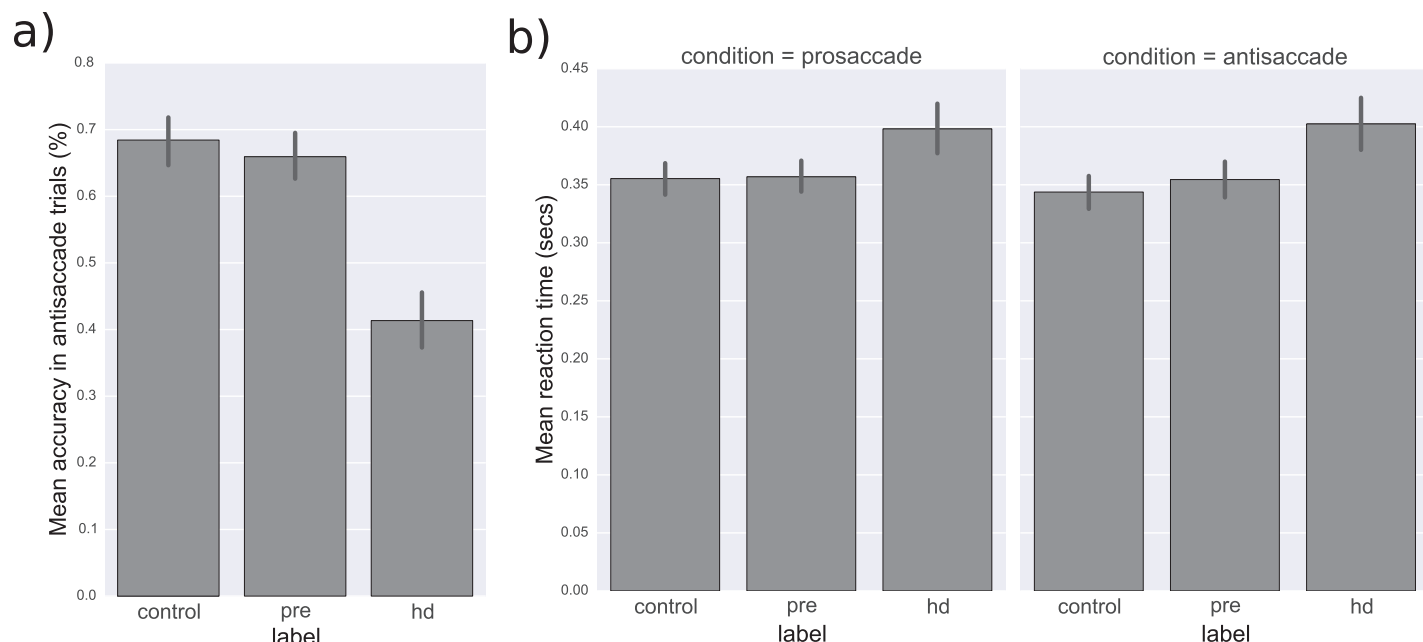 a)
Mean accuracy in antisaccade trials (%)
0.8
0.7
0.6
0.5
0.4
0.3
0.2
0.1
0.0
control pre hd
label
b)
condition = prosaccade
condition = antisaccade
Mean reaction time (secs)
0.45
0.40
0.35
0.30
0.25
0.20
0.15
0.10
0.05
0.00
control pre hd
label
control pre hd
label